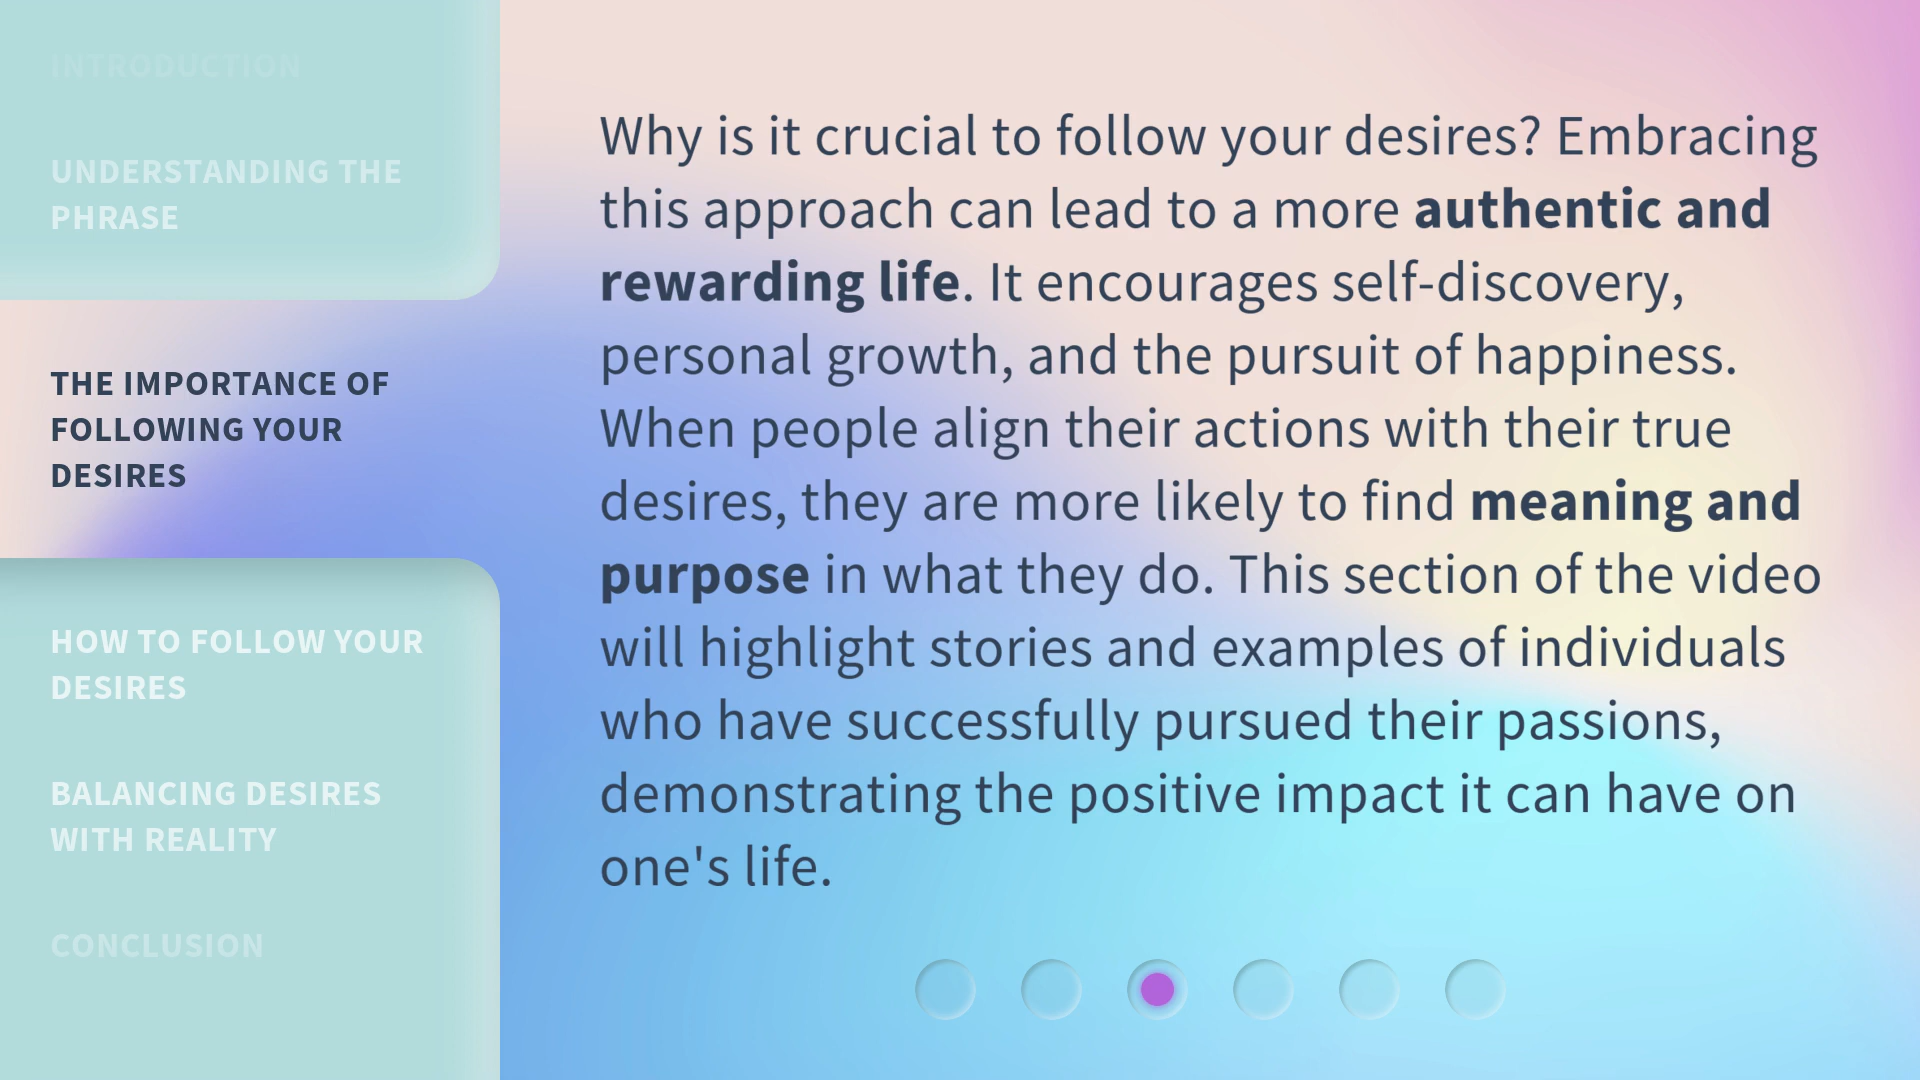 INTRODUCTION
UNDERSTANDING THE
PHRASE
THE IMPORTANCE OF
FOLLOWING YOUR
DESIRES
HOW TO FOLLOW YOUR
DESIRES
BALANCING DESIRES
WITH REALITY
CONCLUSION
Why is it crucial to follow your desires? Embracing
this approach can lead to a more authentic and
rewarding life. It encourages self-discovery,
personal growth, and the pursuit of happiness.
When people align their actions with their true
desires, they are more likely to find meaning and
purpose in what they do. This section of the video
will highlight stories and examples of individuals
who have successfully pursued their passions,
demonstrating the positive impact it can have on
one's life.